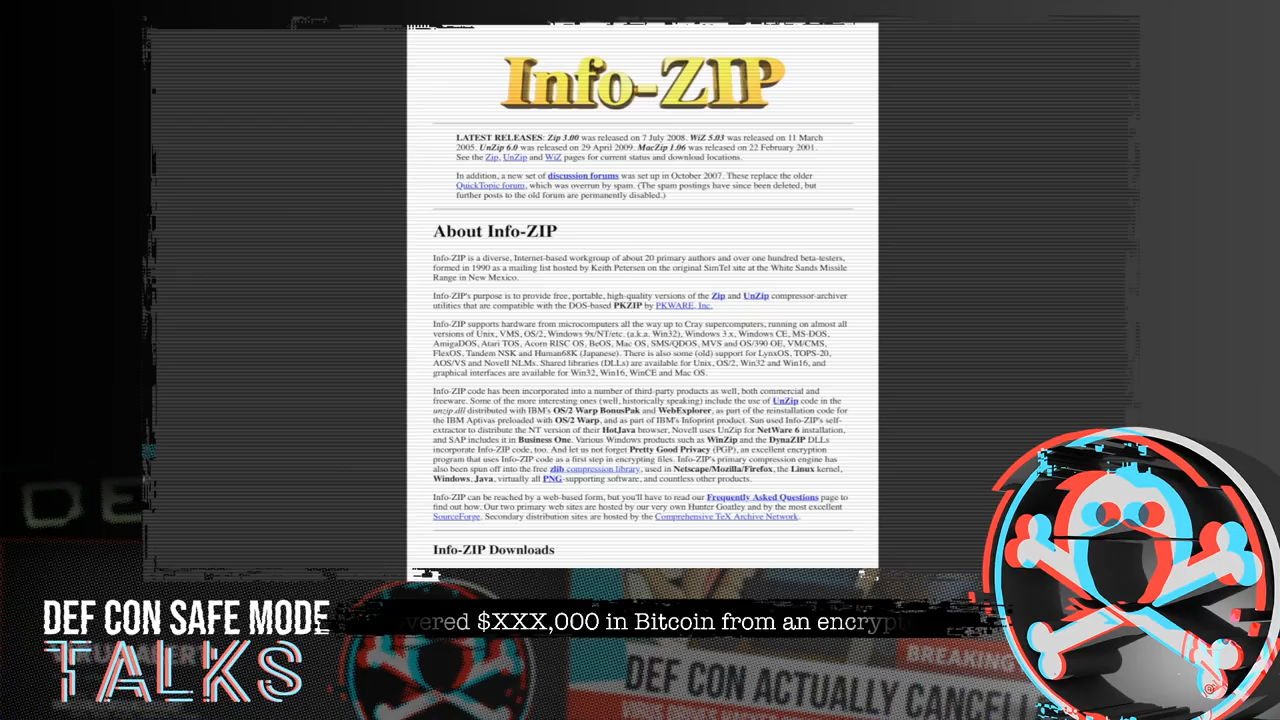 Info-ZIP
LATEST RELEASES: Zip 3.00 was released on 7 July 2008. WiZ 5.03 was released on 11 March
2005. UnZip 6.0 was released on 29 April 2009. MacZip 1.06 was released on 22 February 2001.
See the Zip, UnZip and WiZ pages for current status and download locations.
In addition, a new set of discussion forums was set up in October 2007. These replace the older
QuickTopic forum, which was overrun by spam. (The spam postings have since been deleted, but
further posts to the old forum are permanently disabled.)
About Info-ZIP
Info-ZIP is a diverse, Internet-based workgroup of about 20 primary authors and over one hundred beta-testers,
formed in 1990 as a mailing list hosted by Keith Petersen on the original SimTel site at the White Sands Missile
Range in New Mexico.
Info-ZIP's purpose is to provide free, portable, high-quality versions of the Zip and UnZip compressor-archiver
utilities that are compatible with the DOS-based PKZIP by PKWARE, Inc.
Info-ZIP supports hardware from microcomputers all the way up to Cray supercomputers, running on almost all
versions of Unix, VMS, OS/2, Windows 9x/NT/etc. (a.k.a. Win32), Windows 3.x, Windows CE, MS-DOS,
AmigaDOS, Atari TOS, Acorn RISC OS, BeOS, Mac OS, SMS/QDOS, MVS and OS/390 OE, VM/CMS,
FlexOS, Tandem NSK and Human68K (Japanese). There is also some (old) support for LynxOS, TOPS-20,
AOS/VS and Novell NLMs. Shared libraries (DLLs) are available for Unix, OS/2, Win32 and Win16, and
graphical interfaces are available for Win32, Win16, WinCE and Mac OS.
Info-ZIP code has been incorporated into a number of third-party products as well, both commercial and
freeware. Some of the more interesting ones (well, historically speaking) include the use of UnZip code in the
unzip.dll distributed with IBM's OS/2 Warp BonusPak and WebExplorer, as part of the reinstallation code for
the IBM Aptivas preloaded with OS/2 Warp, and as part of IBM's Infoprint product. Sun used Info-ZIP's self-
extractor to distribute the NT version of their HotJava browser, Novell uses UnZip for NetWare 6 installation,
and SAP includes it in Business One. Various Windows products such as WinZip and the DynaZIP DLLs
incorporate Info-ZIP code, too. And let us not forget Pretty Good Privacy (PGP), an excellent encryption
program that uses Info-ZIP code as a first step in encrypting files. Info-ZIP's primary compression engine has
also been spun off into the free zlib compression library, used in Netscape/Mozilla/Firefox, the Linux kernel,
Windows, Java, virtually all PNG-supporting software, and countless other products.
Info-ZIP can be reached by a web-based form, but you'll have to read our Frequently Asked Questions page to
find out how. Our two primary web sites are hosted by our very own Hunter Goatley and by the most excellent
SourceForge. Secondary distribution sites are hosted by the Comprehensive TeX Archive Network.
Info-ZIP Downloads
DEF CON SAFE MODE
TALKS
vered $XXX,000 in Bitcoin from an encryp
BREAKING
DEF CON ACTUALLY CANCELL